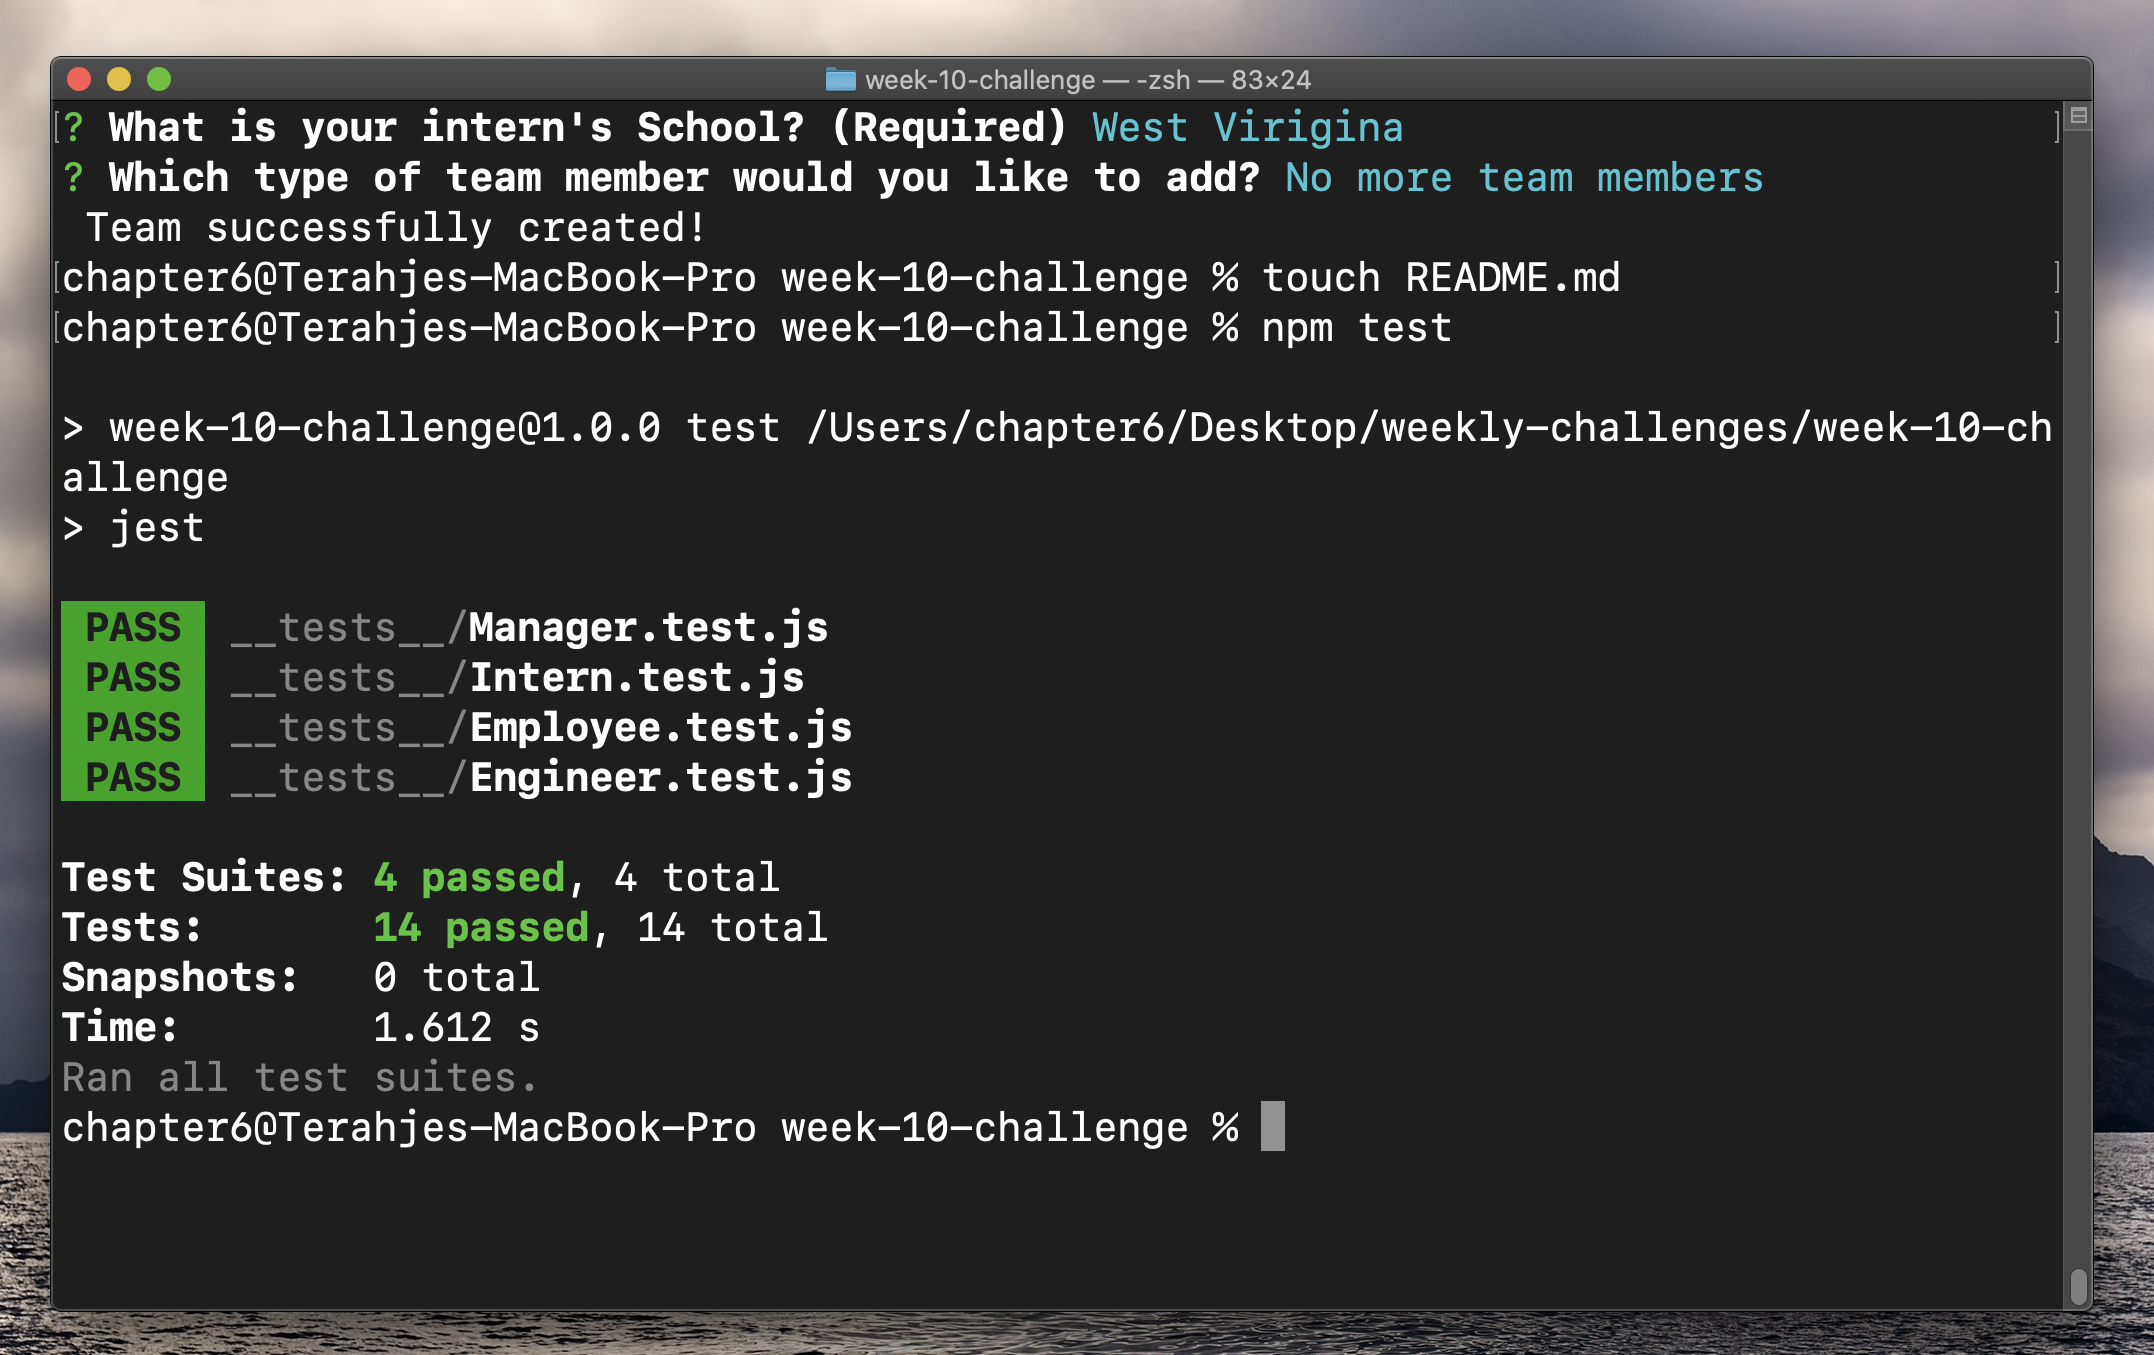 week-10-challenge — -zsh — 83×24
? What is your intern's School? (Required) West Virigina
? Which type of team member would you like to add? No more team members
Team successfully created!
chapter6@Terahjes-MacBook-Pro week-10-challenge % touch README.md
chapter6@Terahjes-MacBook-Pro week-10-challenge % npm test
> week-10-challenge@1.0.0 test /Users/chapter6/Desktop/weekly-challenges/week-10-ch
allenge
> jest
PASS __tests__/Manager.test.js
PASS __tests__/Intern.test.js
PASS __tests__/Employee.test.js
PASS __tests__/Engineer.test.js
Test Suites: 4 passed, 4 total
Tests: 14 passed, 14 total
Snapshots: 0 total
Time: 1.612 s
Ran all test suites.
chapter6@Terahjes-MacBook-Pro week-10-challenge %